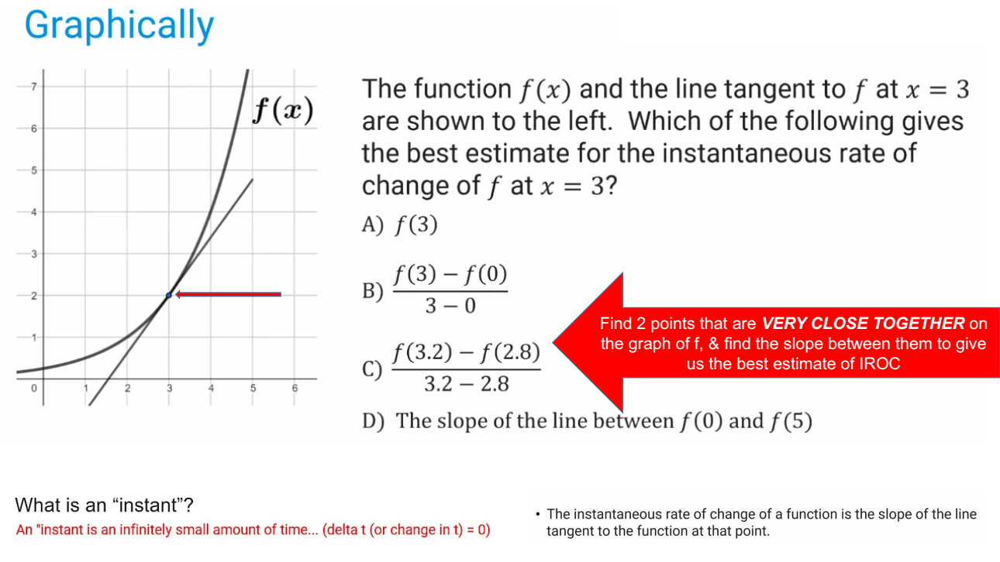 Graphically
7
6
5
4
3
2
1
0 1 2 3 4 5 6
f(x)
The function f(x) and the line tangent to f at x = 3
are shown to the left. Which of the following gives
the best estimate for the instantaneous rate of
change of f at x = 3?
A) f(3)
B) f(3) − f(0)
3 − 0
C) f(3.2) − f(2.8)
3.2 − 2.8
D) The slope of the line between f(0) and f(5)
Find 2 points that are VERY CLOSE TOGETHER on
the graph of f, & find the slope between them to give
us the best estimate of IROC
What is an “instant”?
An "instant is an infinitely small amount of time... (delta t (or change in t) = 0)
• The instantaneous rate of change of a function is the slope of the line
tangent to the function at that point.